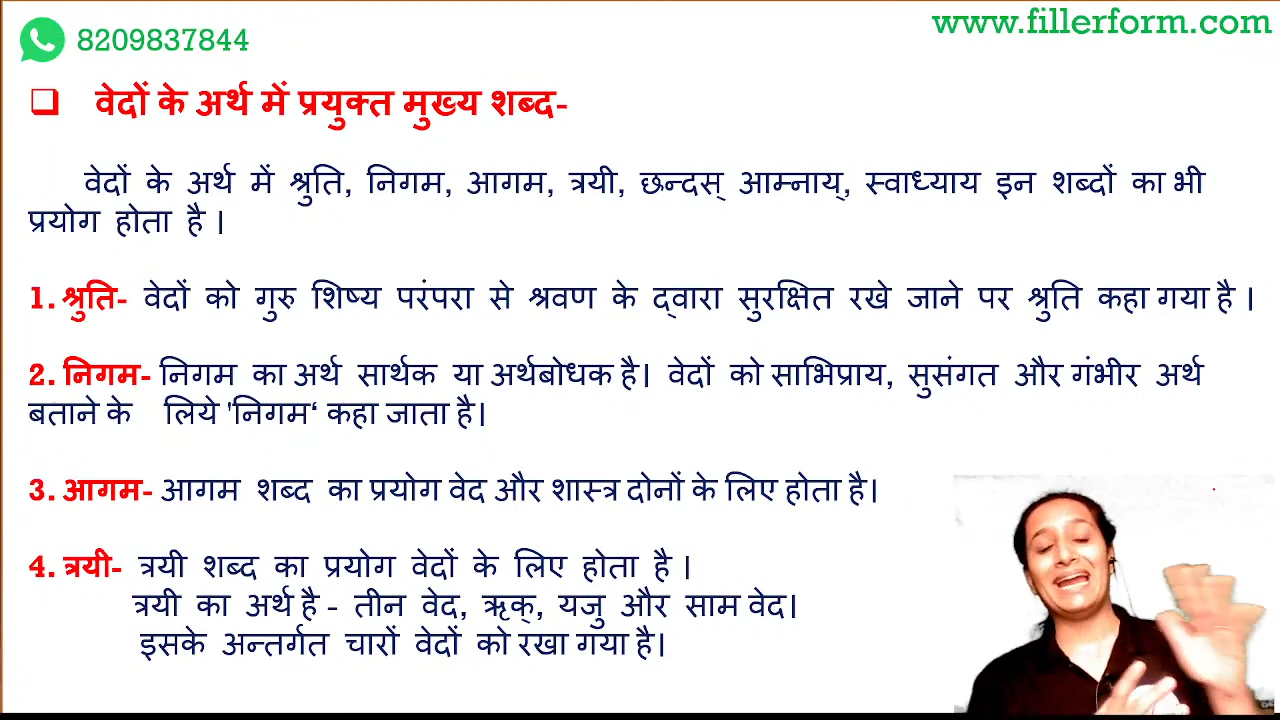 8209837844
www.fillerform.com
वेदों के अर्थ में प्रयुक्त मुख्य शब्द-
वेदों के अर्थ में श्रुति, निगम, आगम, त्रयी, छन्दस् आम्नाय्, स्वाध्याय इन शब्दों का भी
प्रयोग होता है ।
1. श्रुति- वेदों को गुरु शिष्य परंपरा से श्रवण के द्वारा सुरक्षित रखे जाने पर श्रुति कहा गया है ।
2. निगम- निगम का अर्थ सार्थक या अर्थबोधक है। वेदों को साभिप्राय, सुसंगत और गंभीर अर्थ
बताने के लिये 'निगम‘ कहा जाता है।
3. आगम- आगम शब्द का प्रयोग वेद और शास्त्र दोनों के लिए होता है।
4. त्रयी- त्रयी शब्द का प्रयोग वेदों के लिए होता है ।
त्रयी का अर्थ है - तीन वेद, ऋक्, यजु और साम वेद।
इसके अन्तर्गत चारों वेदों को रखा गया है।